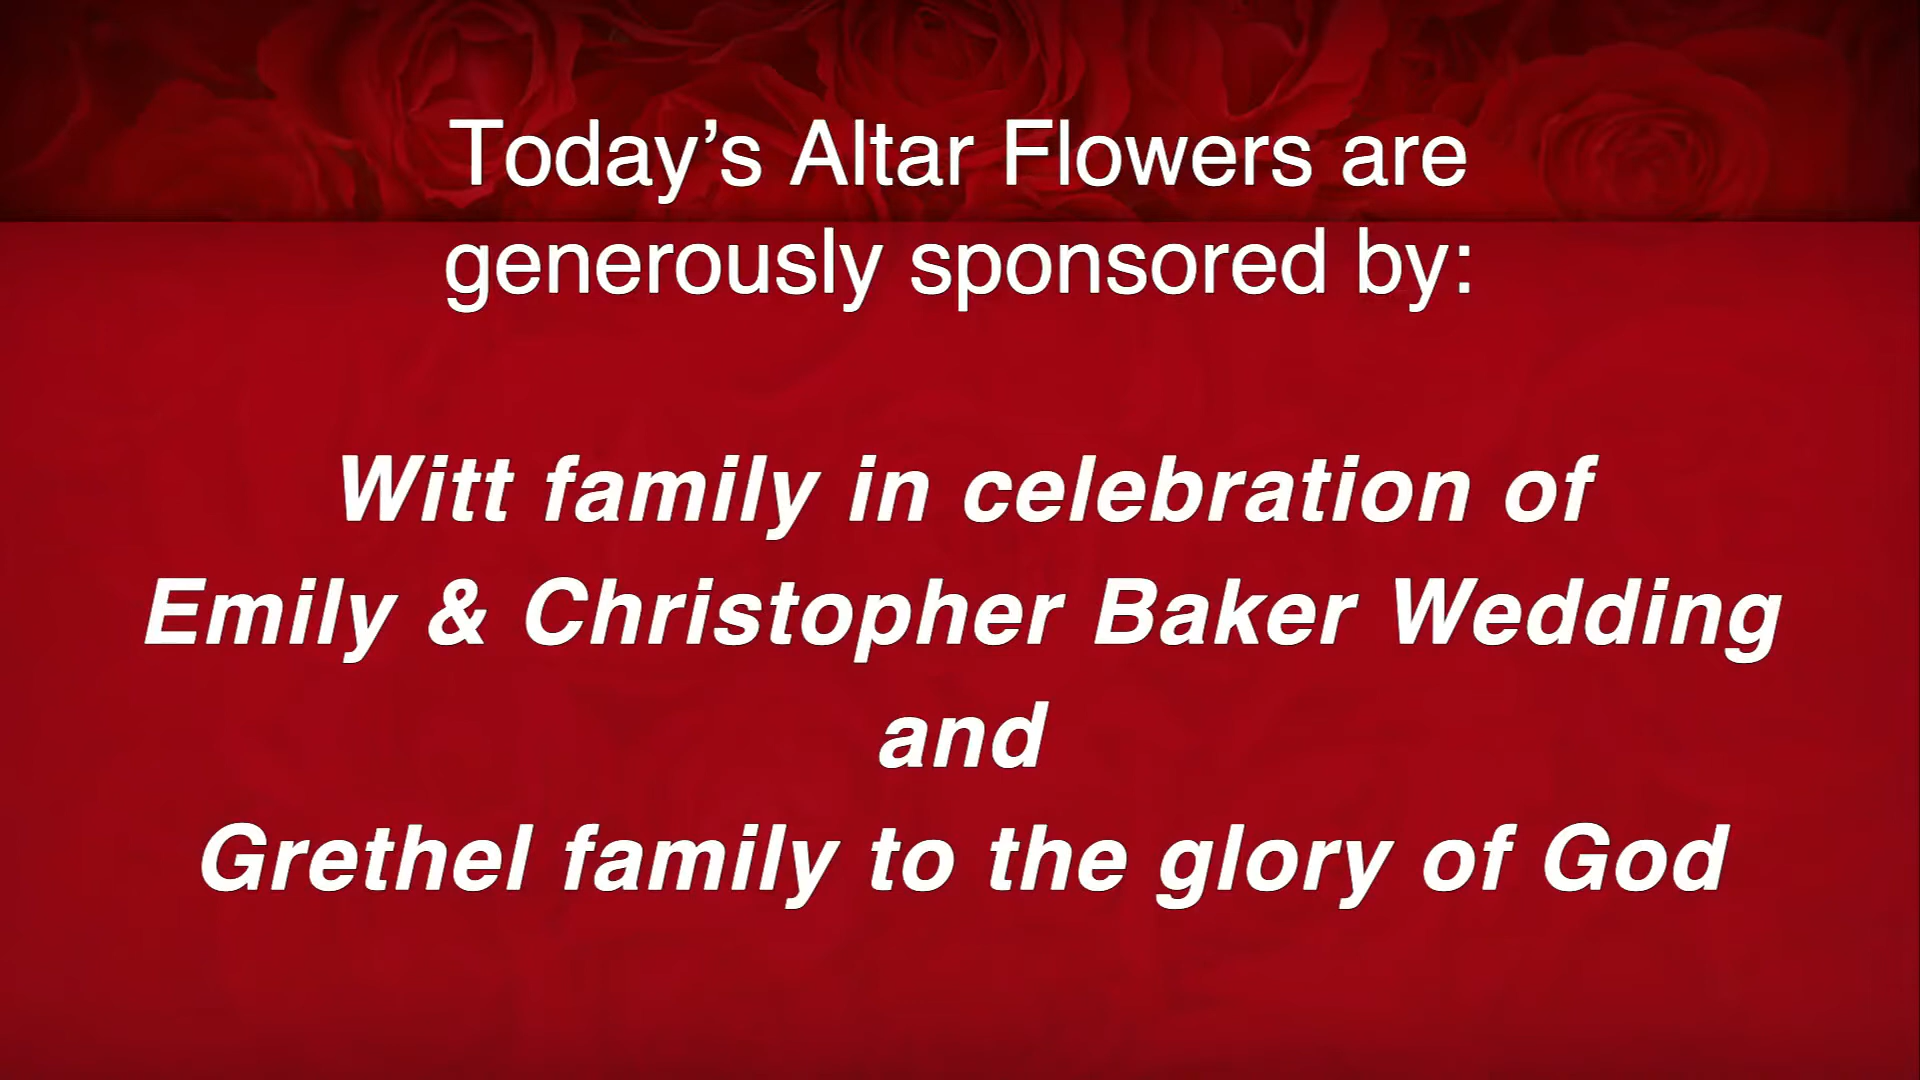 Today’s Altar Flowers are
generously sponsored by:
Witt family in celebration of
Emily & Christopher Baker Wedding
and
Grethel family to the glory of God